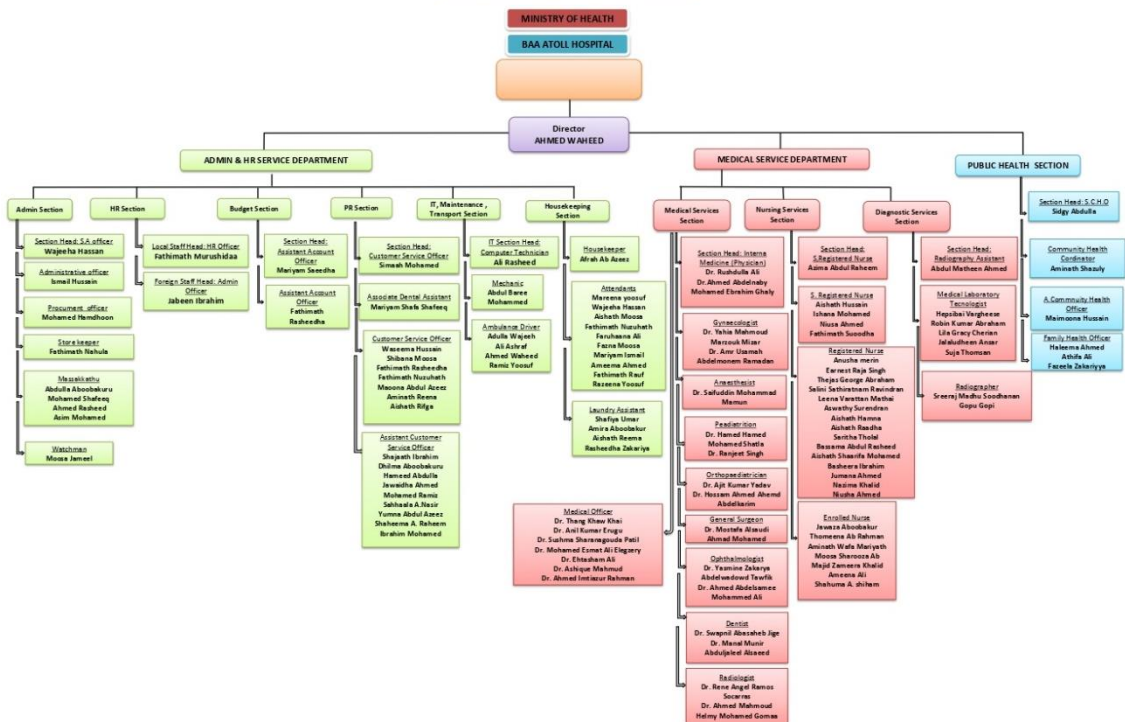 MINISTRY OF HEALTH
BAA ATOLL HOSPITAL
Director
AHMED WAHEED
ADMIN & HR SERVICE DEPARTMENT
MEDICAL SERVICE DEPARTMENT
PUBLIC HEALTH SECTION
Admin Section
Section Head: S.A officer
Wajeeha Hassan
Administrative officer
Ismail Hussain
Procument officer
Mohamed Hamdhoon
Store keeper
Fathimath Nahula
Massakkathu
Abdulla Aboobakuru
Mohamed Shafeeq
Ahmed Rasheed
Asim Mohamed
Watchman
Moosa Jameel
HR Section
Local Staff Head: HR Officer
Fathimath Murushidaa
Foreign Staff Head: Admin
Officer
Jabeen Ibrahim
Budget Section
Section Head:
Assistant Account
Officer
Mariyam Saeedha
Assistant Account
Officer
Fathimath
Rasheedha
PR Section
Section Head:
Customer Service Officer
Simaah Mohamed
Associate Dental Assistant
Mariyam Shafa Shafeeq
Customer Service Officer
Waseema Hussain
Shibana Moosa
Fathimath Rasheedha
Fathimath Nuzuhath
Maoona Abdul Azeez
Aminath Reena
Aishath Rifga
Assistant Customer
Service Officer
Shajaath Ibrahim
Dhilma Aboobakuru
Hameed Abdulla
Jawaidha Ahmed
Mohamed Ramiz
Sahhaala A.Nasir
Yumna Abdul Azeez
Shaheema A. Raheem
Ibrahim Mohamed
IT, Maintenance ,
Transport Section
IT Section Head:
Computer Technician
Ali Rasheed
Mechanic
Abdul Baree
Mohammed
Ambulance Driver
Adulla Wajeeh
Ali Ashraf
Ahmed Waheed
Ramiz Yoosuf
Housekeeping
Section
Housekeeper
Afrah Ab Azeez
Attendants
Mareena yoosuf
Wajeeha Hassan
Aishath Moosa
Fathimath Nuzuhath
Faruhaana Ali
Fazna Moosa
Mariyam Ismail
Ameema Ahmed
Fathimath Rauf
Razeena Yoosuf
Laundry Assistant
Shafiya Umar
Amira Aboobakur
Aishath Reema
Rasheedha Zakariya
Medical Services
Section
Section Head: Interna
Medicine (Physician)
Dr. Rushdulla Ali
Dr.Ahmed Abdelnaby
Mohamed Ebrahim Ghaly
Gynaecologist
Dr. Yahia Mahmoud
Marzouk Mizar
Dr. Amr Usamah
Abdelmonem Ramadan
Anaesthesist
Dr. Saifuddin Mohammad
Mamun
Peadiatrition
Dr. Hamed Hamed
Mohamed Shatla
Dr. Ranjeet Singh
Orthopaediatrician
Dr. Ajit Kumar Yadav
Dr. Hossam Ahmed Ahemd
Abdelkarim
General Surgeon
Dr. Mostafa Alsaudi
Ahmad Mohamed
Ophthalmologist
Dr. Yazmine Zakarya
Abdelwadowd Tawfik
Dr. Ahmed Abdelsamee
Mohammed Ali
Dentist
Dr. Swapnil Abasaheb Jige
Dr. Manal Munir
Abduljaleel Alsaeed
Radiologist
Dr. Rene Angel Ramos
Socarras
Dr. Ahmed Mahmoud
Helmy Mohamed Gomaa
Medical Officer
Dr. Thang Khaw Khai
Dr. Anil Kumar Erugu
Dr. Sushma Sharanagouda Patil
Dr. Mohamed Esmat Ali Elegzery
Dr. Ehtasham Ali
Dr. Ashique Mahmud
Dr. Ahmed Imtiazur Rahman
Nursing Services
Section
Section Head:
S.Registered Nurse
Asima Abdul Raheem
S. Registered Nurse
Aishath Hussain
Ishana Mohamed
Niusa Ahmed
Fathimath Suoodha
Registered Nurse
Anusha merin
Earnest Raja Singh
Thejas George Abraham
Salini Sathiratnam Ravindran
Leena Varattan Mathai
Aswathy Surendran
Aishath Hamna
Aishath Raadha
Saritha Tholal
Bassama Abdul Rasheed
Aishath Shaarifa Mohamed
Basheera Ibrahim
Jumana Ahmed
Nazima Khalid
Niusha Ahmed
Enrolled Nurse
Jawaza Aboobakur
Thomeena Ab Rahman
Aminath Wafa Mariyath
Moosa Sharooza Ab
Majid Zameera Khalid
Ameena Ali
Shahuma A. shiham
Diagnostic Services
Section
Section Head:
Radiography Assistant
Abdul Matheen Ahmed
Medical Laboratory
Tecnologist
Hepsibai Vargheese
Robin Kumar Abraham
Lila Gracy Cherian
Jalaludheen Ansar
Suja Thomsan
Radiographer
Sreeraj Madhu Soodhanan
Gopu Gopi
Section Head: S.C.H.O
Sidgy Abdulla
Community Health
Cordinator
Aminath Shazuly
A.Commnuity Health
Officer
Maimoona Hussain
Family Health Officer
Haleema Ahmed
Athifa Ali
Fazeela Zakariyya